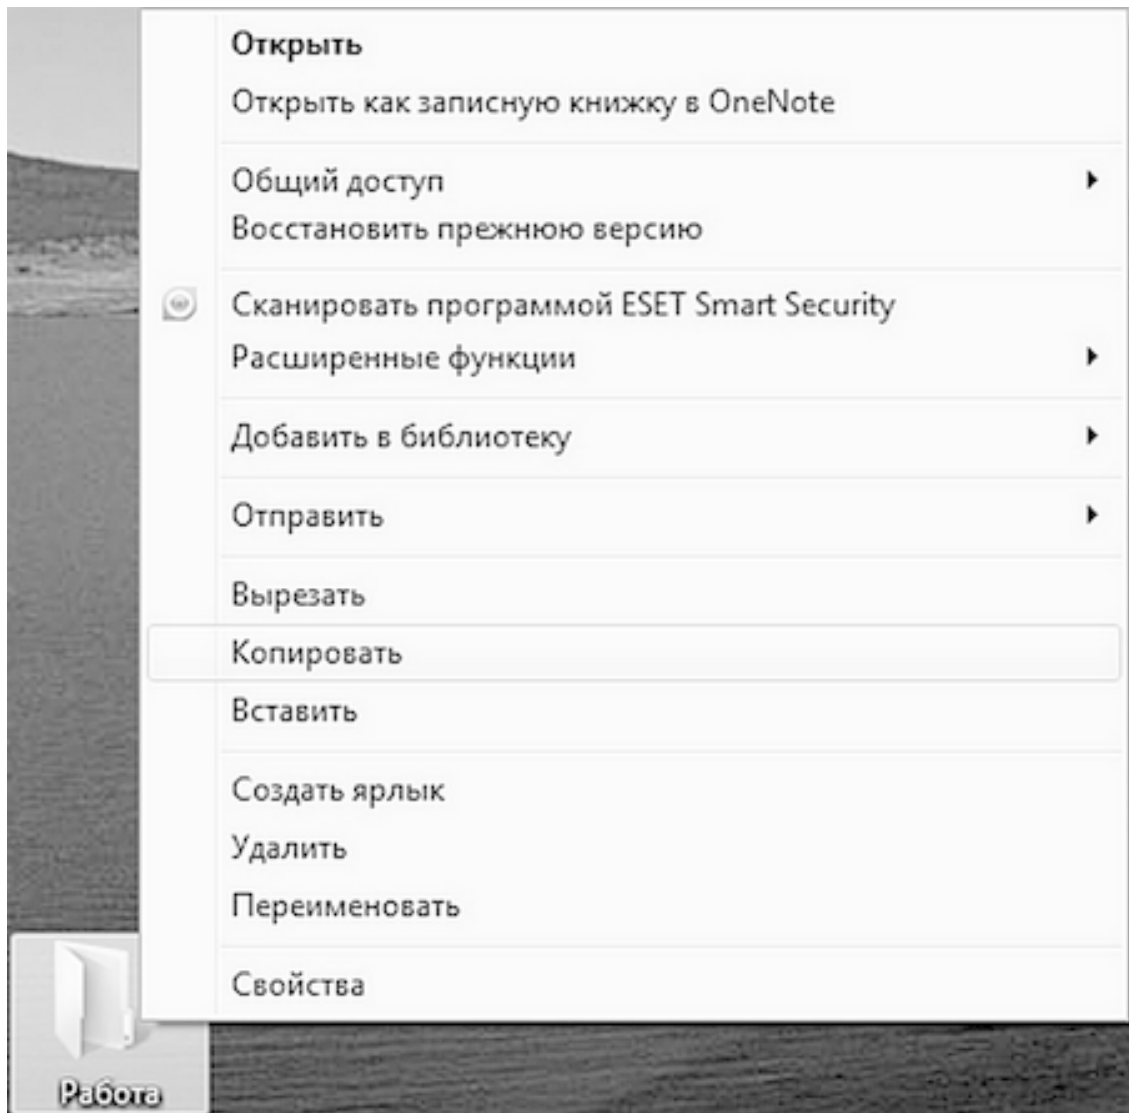 Открыть
Открыть как записную книжку в OneNote
Общий доступ
Восстановить прежнюю версию
Сканировать программой ESET Smart Security
Расширенные функции
Добавить в библиотеку
Отправить
Вырезать
Копировать
Вставить
Создать ярлык
Удалить
Переименовать
Свойства
Работа